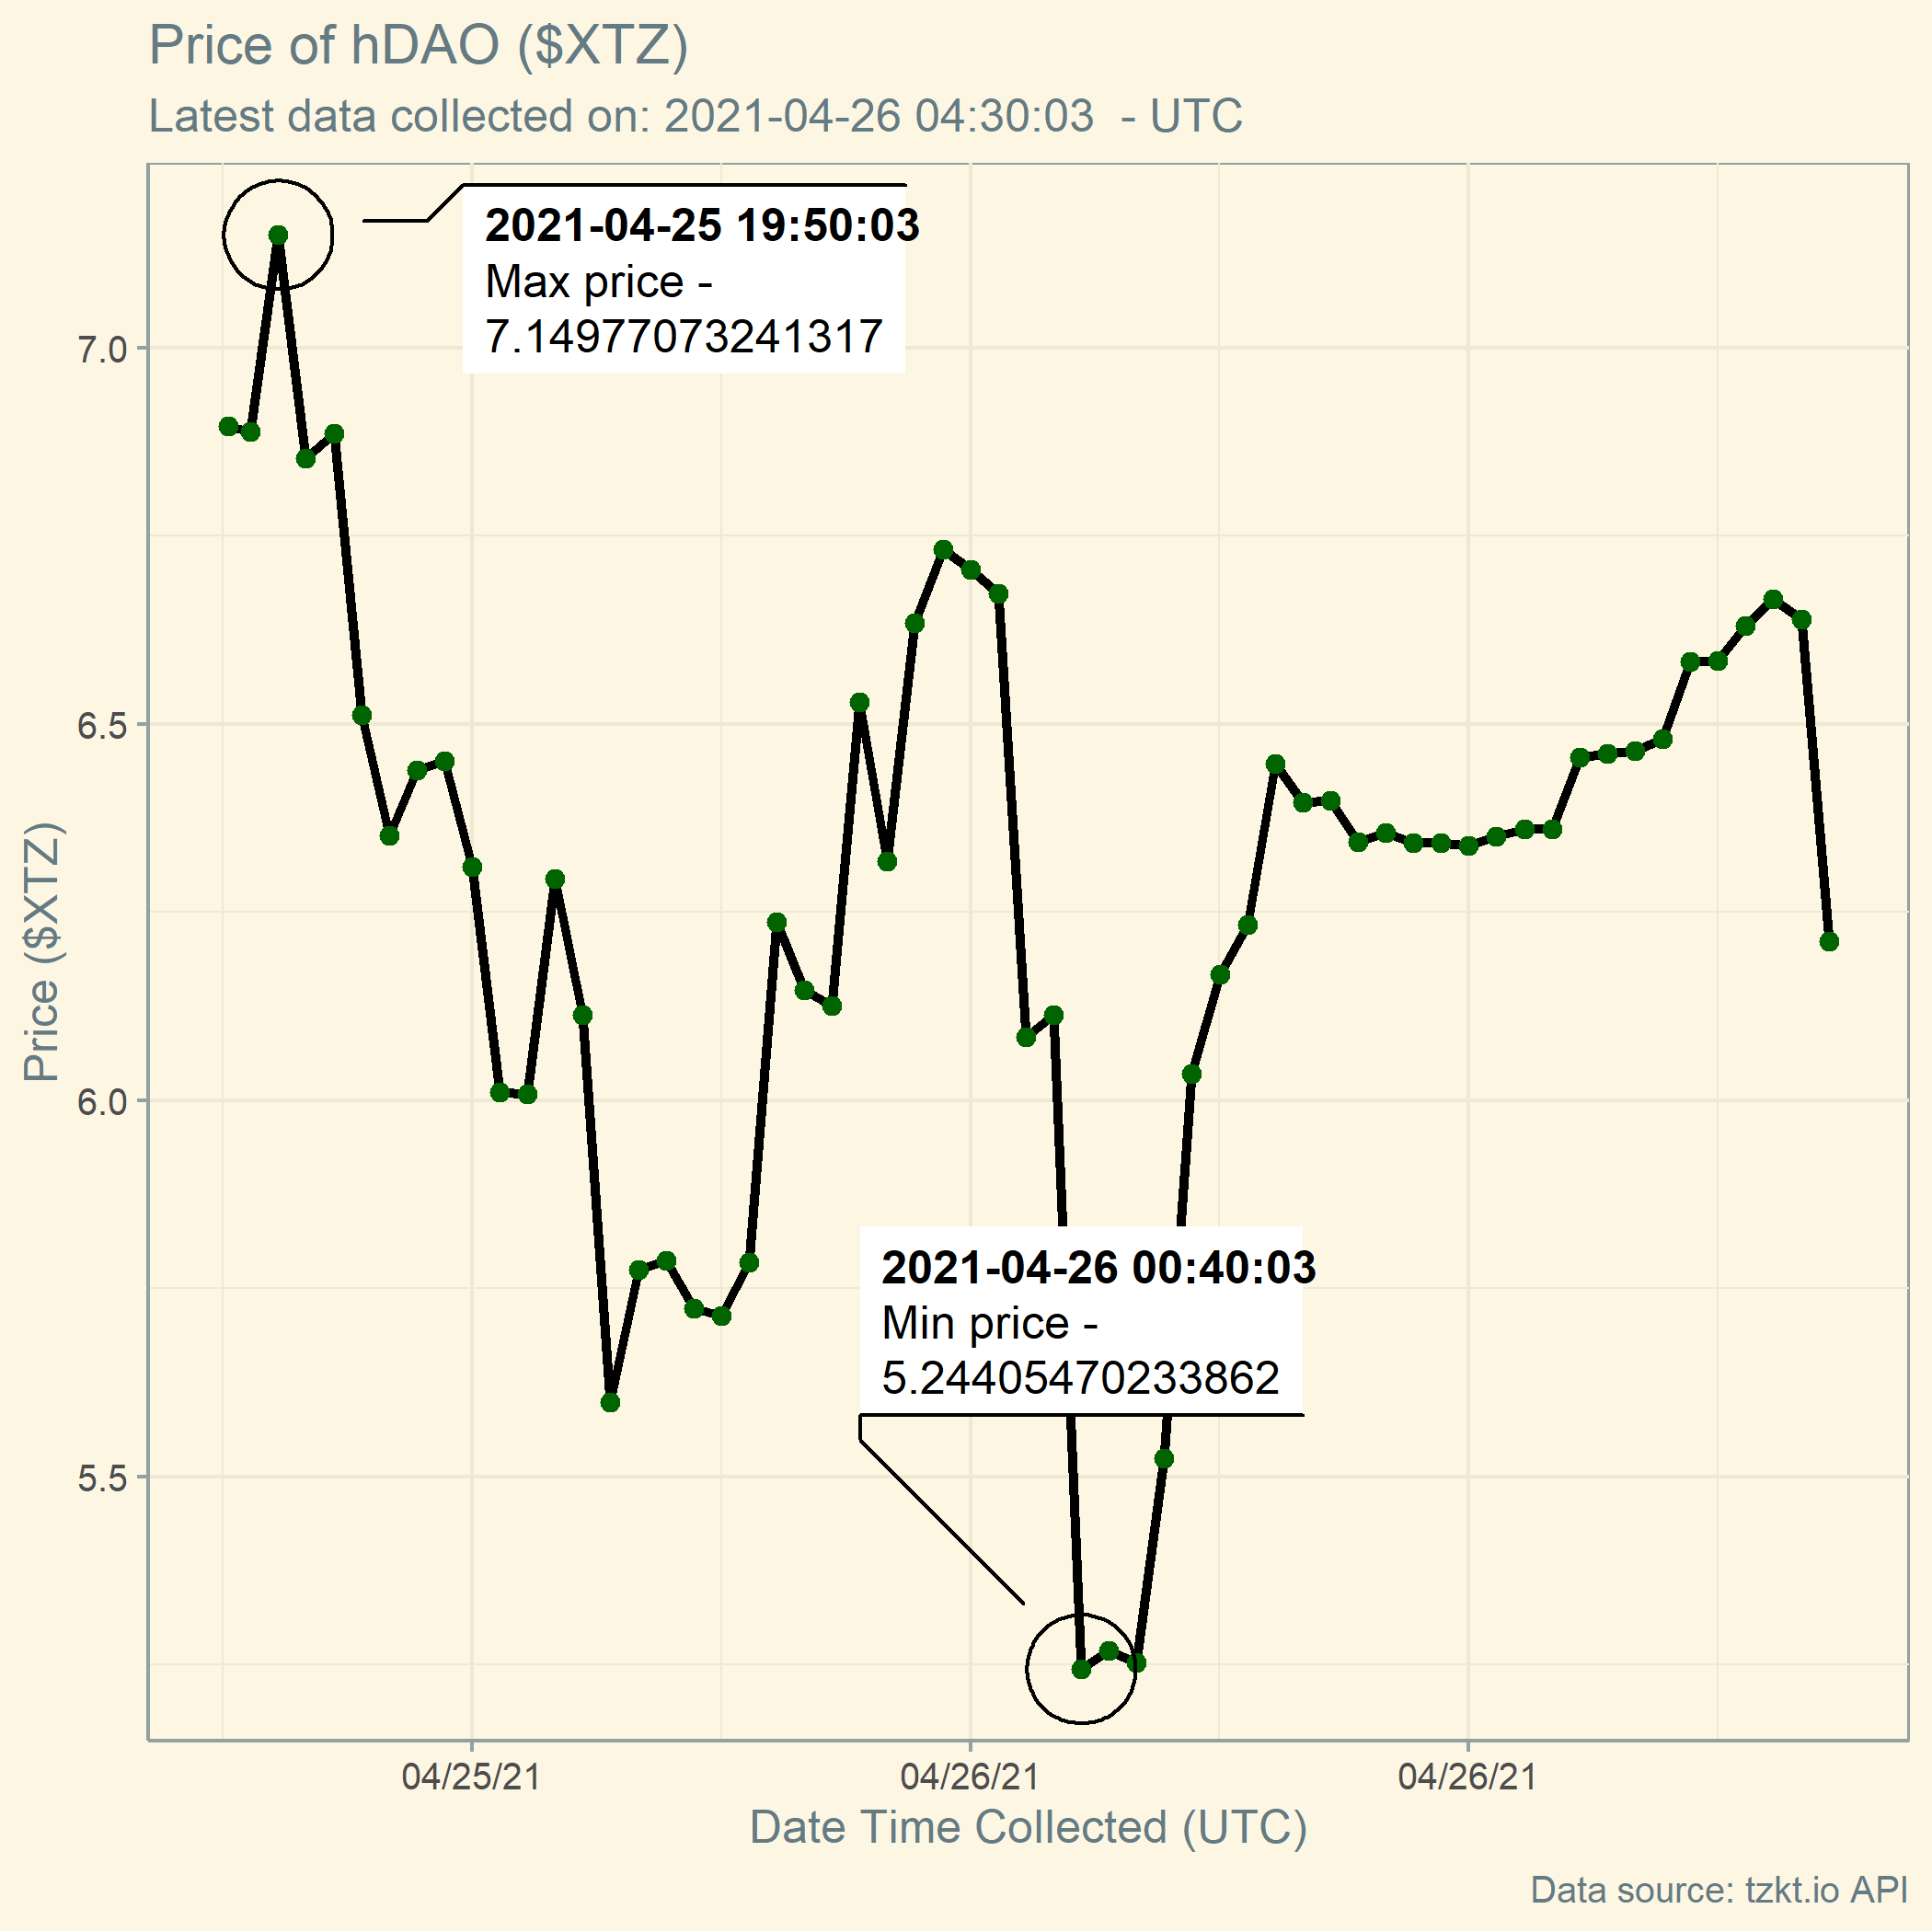 Price of hDAO ($XTZ)
Latest data collected on: 2021-04-26 04:30:03  - UTC
2021-04-25 19:50:03
Max price -
7.14977073241317
7.0
6.5
6.0
5.5
Price ($XTZ)
2021-04-26 00:40:03
Min price -
5.24405470233862
04/25/21
04/26/21
04/26/21
Date Time Collected (UTC)
Data source: tzkt.io API